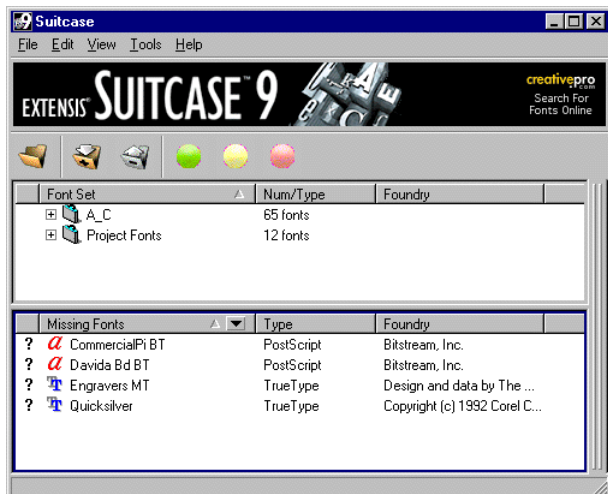 Suitcase
File Edit View Tools Help
EXTENSIS® SUITCASE™ 9
creativepro
.com
Search For
Fonts Online
Font Set Num/Type Foundry
A_C 65 fonts
Project Fonts 12 fonts
Missing Fonts Type Foundry
? a CommercialPi BT PostScript Bitstream, Inc.
? a Davida Bd BT PostScript Bitstream, Inc.
? T Engravers MT TrueType Design and data by The ...
? T Quicksilver TrueType Copyright (c) 1992 Corel C...